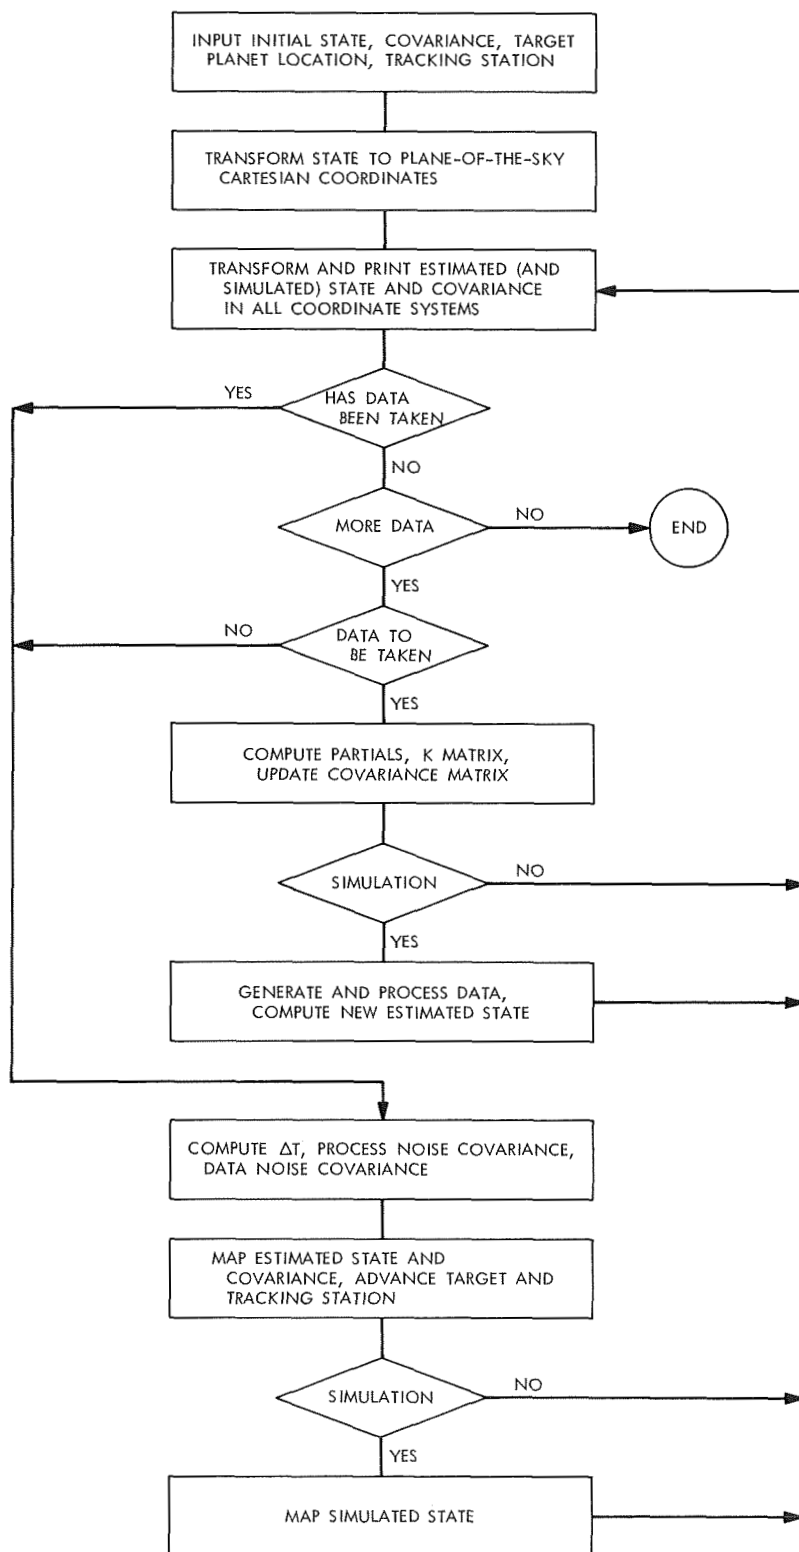 INPUT INITIAL STATE, COVARIANCE, TARGET
PLANET LOCATION, TRACKING STATION
TRANSFORM STATE TO PLANE-OF-THE-SKY
CARTESIAN COORDINATES
TRANSFORM AND PRINT ESTIMATED (AND
SIMULATED) STATE AND COVARIANCE
IN ALL COORDINATE SYSTEMS
YES
HAS DATA
BEEN TAKEN
NO
MORE DATA
NO
END
YES
NO
DATA TO
BE TAKEN
YES
COMPUTE PARTIALS, K MATRIX,
UPDATE COVARIANCE MATRIX
SIMULATION
NO
YES
GENERATE AND PROCESS DATA,
COMPUTE NEW ESTIMATED STATE
COMPUTE ΔT, PROCESS NOISE COVARIANCE,
DATA NOISE COVARIANCE
MAP ESTIMATED STATE AND
COVARIANCE, ADVANCE TARGET AND
TRACKING STATION
SIMULATION
NO
YES
MAP SIMULATED STATE